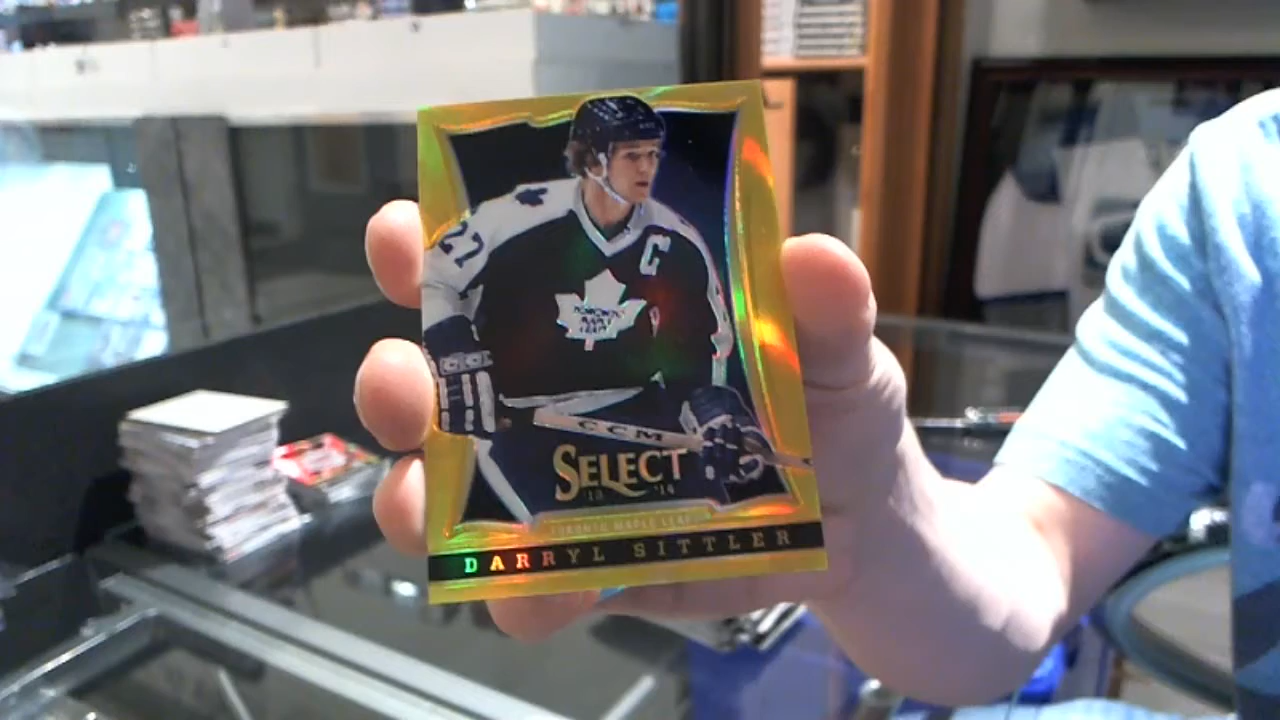 27
C
TORONTO
MAPLE
LEAFS
CCM
SELECT
13 '14
TORONTO MAPLE LEAFS
DARRYL SITTLER